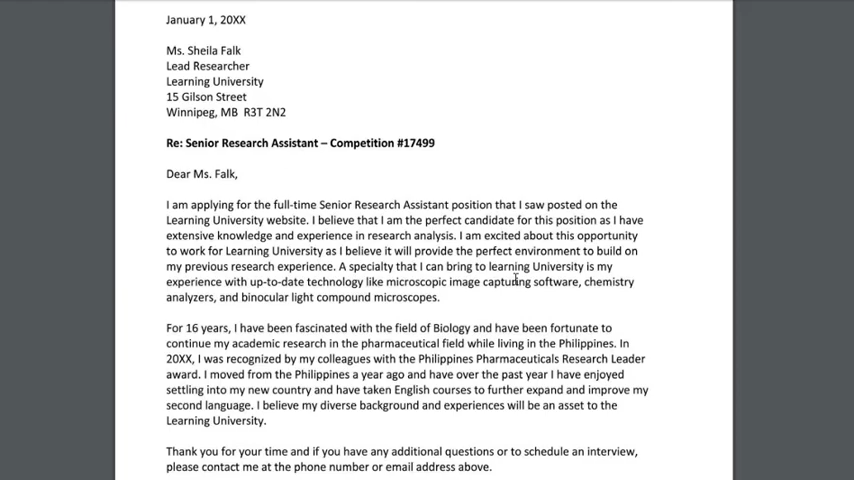 January 1, 20XX
Ms. Sheila Falk
Lead Researcher
Learning University
15 Gilson Street
Winnipeg, MB  R3T 2N2
Re: Senior Research Assistant – Competition #17499
Dear Ms. Falk,
I am applying for the full-time Senior Research Assistant position that I saw posted on the
Learning University website. I believe that I am the perfect candidate for this position as I have
extensive knowledge and experience in research analysis. I am excited about this opportunity
to work for Learning University as I believe it will provide the perfect environment to build on
my previous research experience. A specialty that I can bring to learning University is my
experience with up-to-date technology like microscopic image capturing software, chemistry
analyzers, and binocular light compound microscopes.
For 16 years, I have been fascinated with the field of Biology and have been fortunate to
continue my academic research in the pharmaceutical field while living in the Philippines. In
20XX, I was recognized by my colleagues with the Philippines Pharmaceuticals Research Leader
award. I moved from the Philippines a year ago and have over the past year I have enjoyed
settling into my new country and have taken English courses to further expand and improve my
second language. I believe my diverse background and experiences will be an asset to the
Learning University.
Thank you for your time and if you have any additional questions or to schedule an interview,
please contact me at the phone number or email address above.